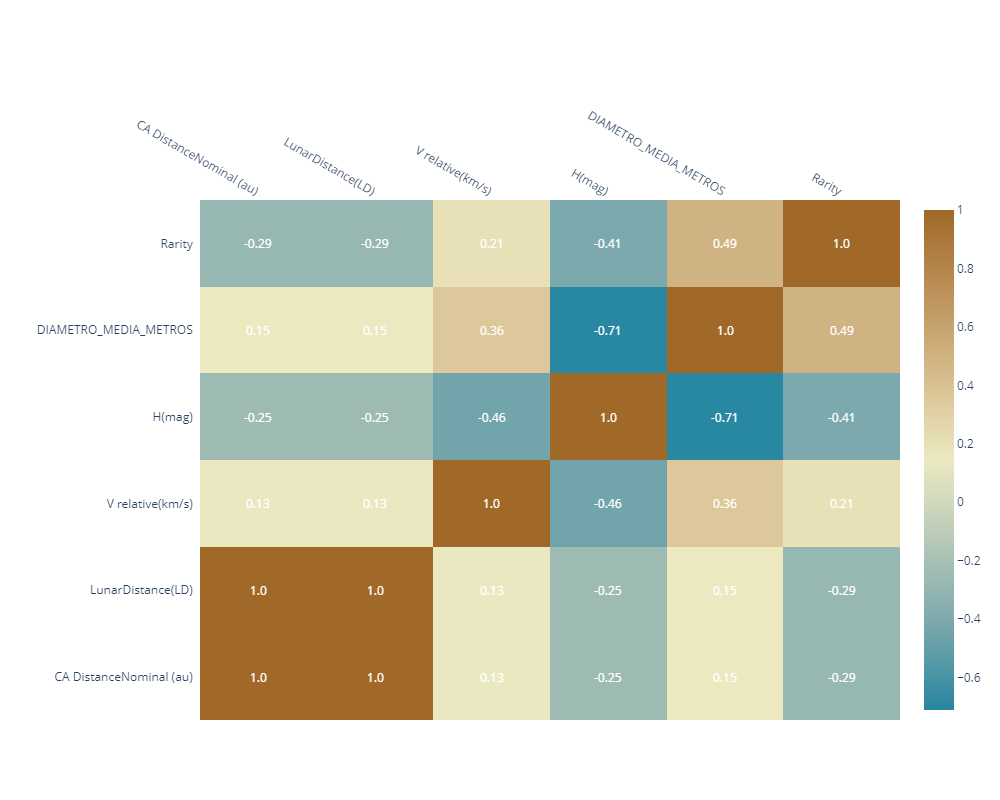 CA DistanceNominal (au)
LunarDistance(LD)
V relative(km/s)
H(mag)
DIAMETRO_MEDIA_METROS
Rarity
Rarity -0.29 -0.29 0.21 -0.41 0.49 1.0
DIAMETRO_MEDIA_METROS 0.15 0.15 0.36 -0.71 1.0 0.49
H(mag) -0.25 -0.25 -0.46 1.0 -0.71 -0.41
V relative(km/s) 0.13 0.13 1.0 -0.46 0.36 0.21
LunarDistance(LD) 1.0 1.0 0.13 -0.25 0.15 -0.29
CA DistanceNominal (au) 1.0 1.0 0.13 -0.25 0.15 -0.29
1
0.8
0.6
0.4
0.2
0
−0.2
−0.4
−0.6